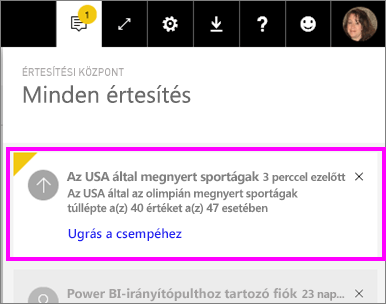 1
?
ÉRTESÍTÉSI KÖZPONT
Minden értesítés
Az USA által megnyert sportágak 3 perccel ezelőtt
Az USA által az olimpián megnyert sportágak
túllépte a(z) 40 értéket a(z) 47 esetében
Ugrás a csempéhez
Power BI-irányítópulthoz tartozó fiók 23 nap...